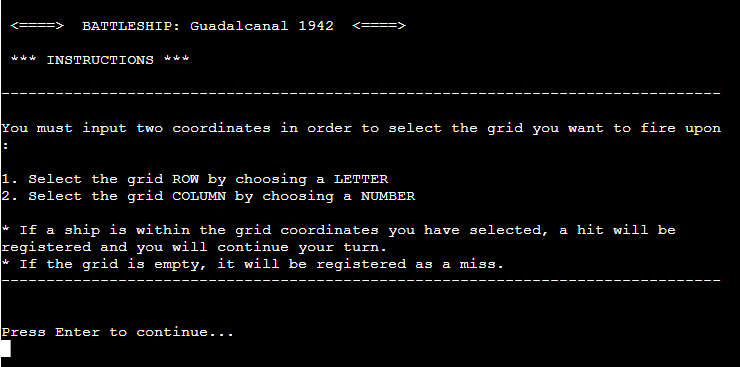 <====>  BATTLESHIP: Guadalcanal 1942  <====>
*** INSTRUCTIONS ***
--------------------------------------------------------------------------------
You must input two coordinates in order to select the grid you want to fire upon
:
1. Select the grid ROW by choosing a LETTER
2. Select the grid COLUMN by choosing a NUMBER
* If a ship is within the grid coordinates you have selected, a hit will be
registered and you will continue your turn.
* If the grid is empty, it will be registered as a miss.
--------------------------------------------------------------------------------
Press Enter to continue...